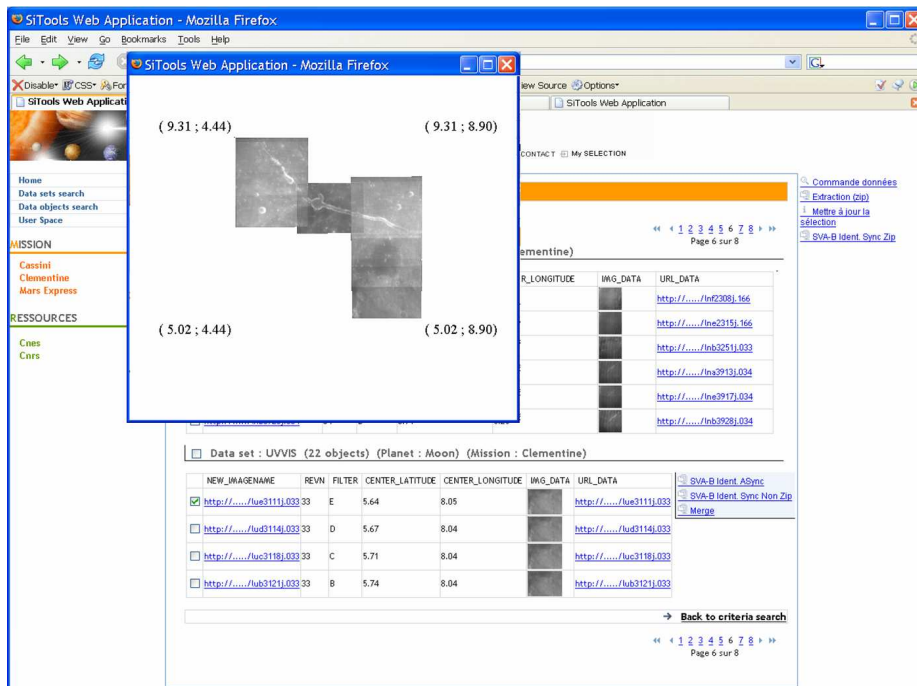 SiTools Web Application - Mozilla Firefox
File Edit View Go Bookmarks Tools Help
SiTools Web Application - Mozilla Firefox
Disable CSS For
iew Source Options
SiTools Web Applicati
SiTools Web Application
( 9.31 ; 4.44) ( 9.31 ; 8.90)
( 5.02 ; 4.44) ( 5.02 ; 8.90)
CONTACT My SELECTION
Home
Data sets search
Data objects search
User Space
MISSION
Cassini
Clementine
Mars Express
RESSOURCES
Cnes
Cnrs
Commande données
Extraction (zip)
Mettre à jour la
sélection
SVA-B Ident. Sync Zip
1 2 3 4 5 6 7 8
Page 6 sur 8
ementine)
R_LONGITUDE IMG_DATA URL_DATA
http://...../lnf2308j.166
http://...../lne2315j.166
http://...../lnb3251j.033
http://...../lna3913j.034
http://...../lne3917j.034
http://...../lnb3928j.034
Data set : UVVIS (22 objects) (Planet : Moon) (Mission : Clementine)
NEW_IMAGENAME REVN FILTER CENTER_LATITUDE CENTER_LONGITUDE IMG_DATA URL_DATA
http://...../lue3111j.033 33 E 5.64 8.05 http://...../lue3111j.033
http://...../lud3114j.033 33 D 5.67 8.04 http://...../lud3114j.033
http://...../luc3118j.033 33 C 5.71 8.04 http://...../luc3118j.033
http://...../lub3121j.033 33 B 5.74 8.04 http://...../lub3121j.033
SVA-B Ident. ASync
SVA-B Ident. Sync Non Zip
Merge
Back to criteria search
1 2 3 4 5 6 7 8
Page 6 sur 8